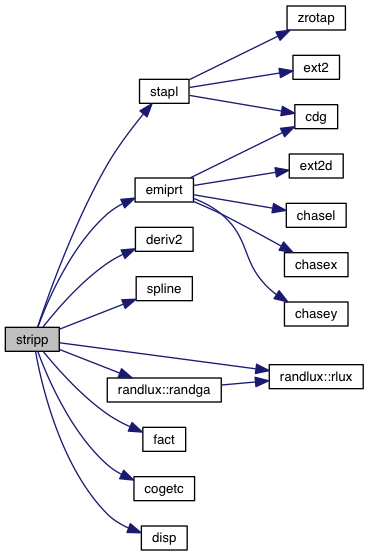 zrotap
ext2
stapl
cdg
ext2d
emiprt
chasel
deriv2
chasex
spline
chasey
stripp
randlux::rlux
randlux::randga
fact
cogetc
disp